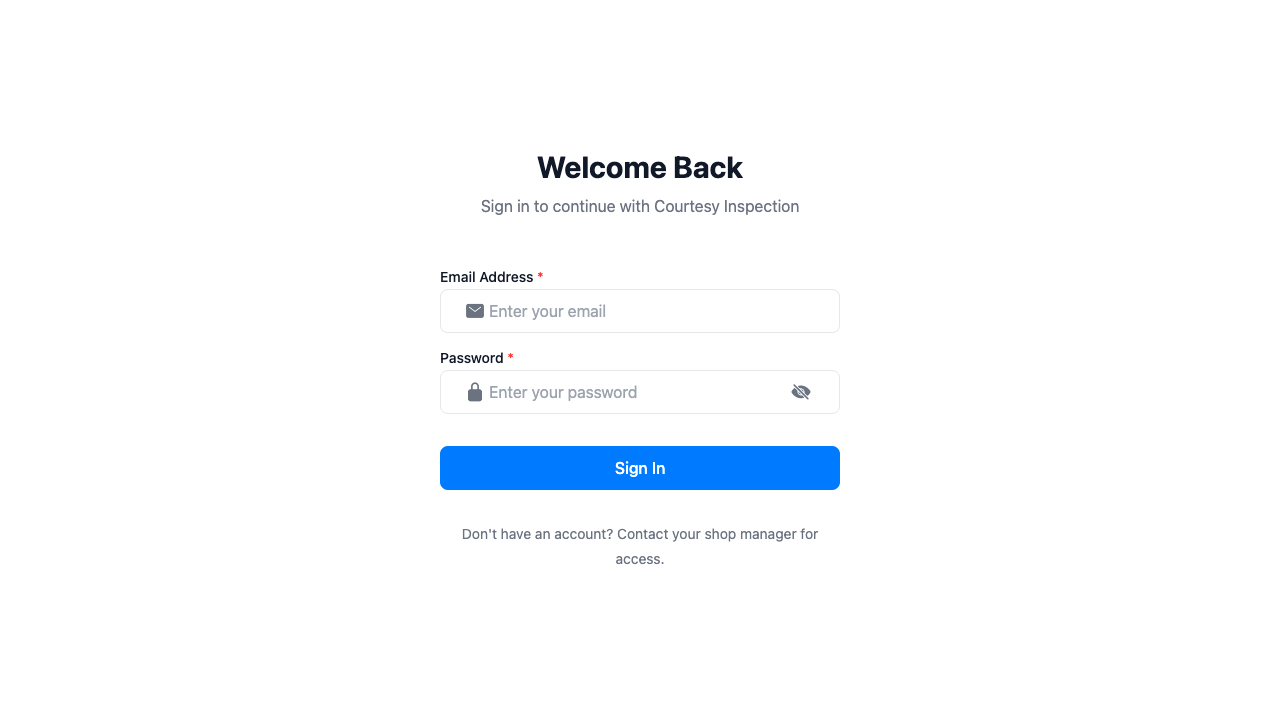 Welcome Back
Sign in to continue with Courtesy Inspection
Email Address *
Enter your email
Password *
Enter your password
Sign In
Don't have an account? Contact your shop manager for
access.